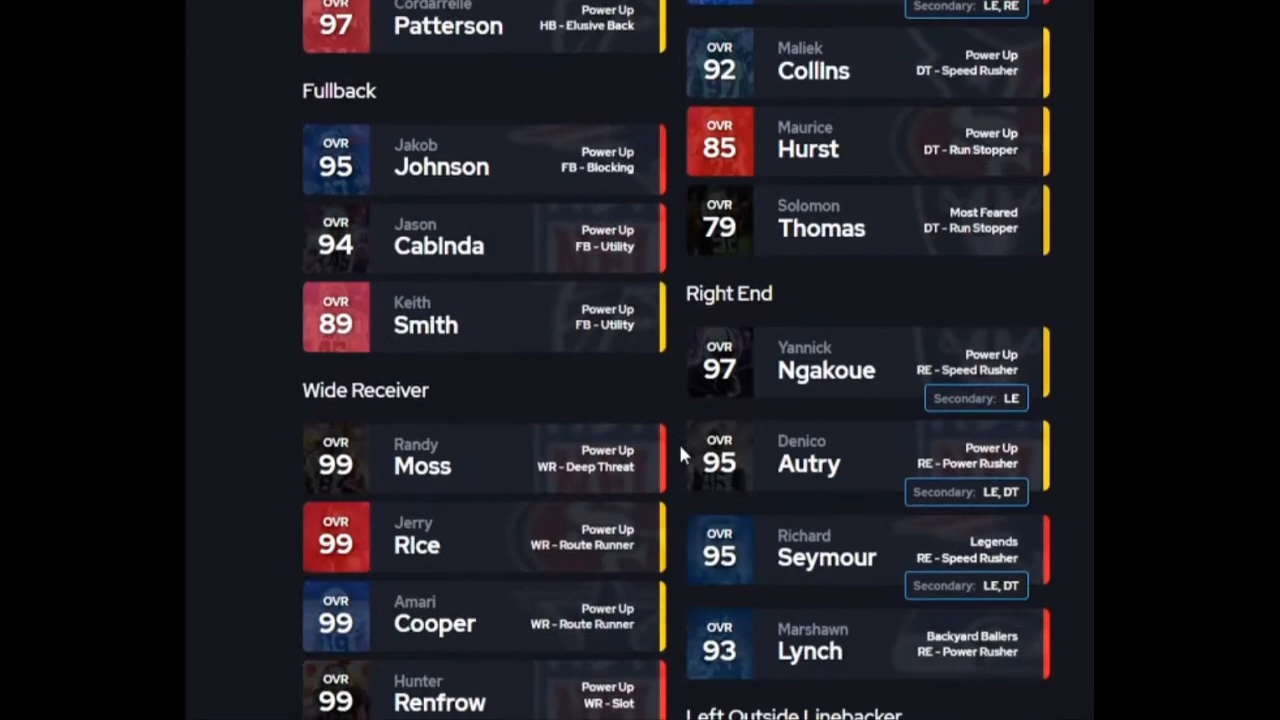 OVR
97
Cordarrelle
Patterson
Power Up
HB - Elusive Back
Fullback
OVR
95
Jakob
Johnson
Power Up
FB - Blocking
OVR
94
Jason
Cabinda
Power Up
FB - Utility
OVR
89
Keith
Smith
Power Up
FB - Utility
Wide Receiver
OVR
99
Randy
Moss
Power Up
WR - Deep Threat
OVR
99
Jerry
Rice
Power Up
WR - Route Runner
OVR
99
Amari
Cooper
Power Up
WR - Route Runner
OVR
99
Hunter
Renfrow
Power Up
WR - Slot
Secondary: LE, RE
OVR
92
Maliek
Collins
Power Up
DT - Speed Rusher
OVR
85
Maurice
Hurst
Power Up
DT - Run Stopper
OVR
79
Solomon
Thomas
Most Feared
DT - Run Stopper
Right End
OVR
97
Yannick
Ngakoue
Power Up
RE - Speed Rusher
Secondary: LE
OVR
95
Denico
Autry
Power Up
RE - Power Rusher
Secondary: LE, DT
OVR
95
Richard
Seymour
Legends
RE - Speed Rusher
Secondary: LE, DT
OVR
93
Marshawn
Lynch
Backyard Ballers
RE - Power Rusher
Left Outside Linebacker